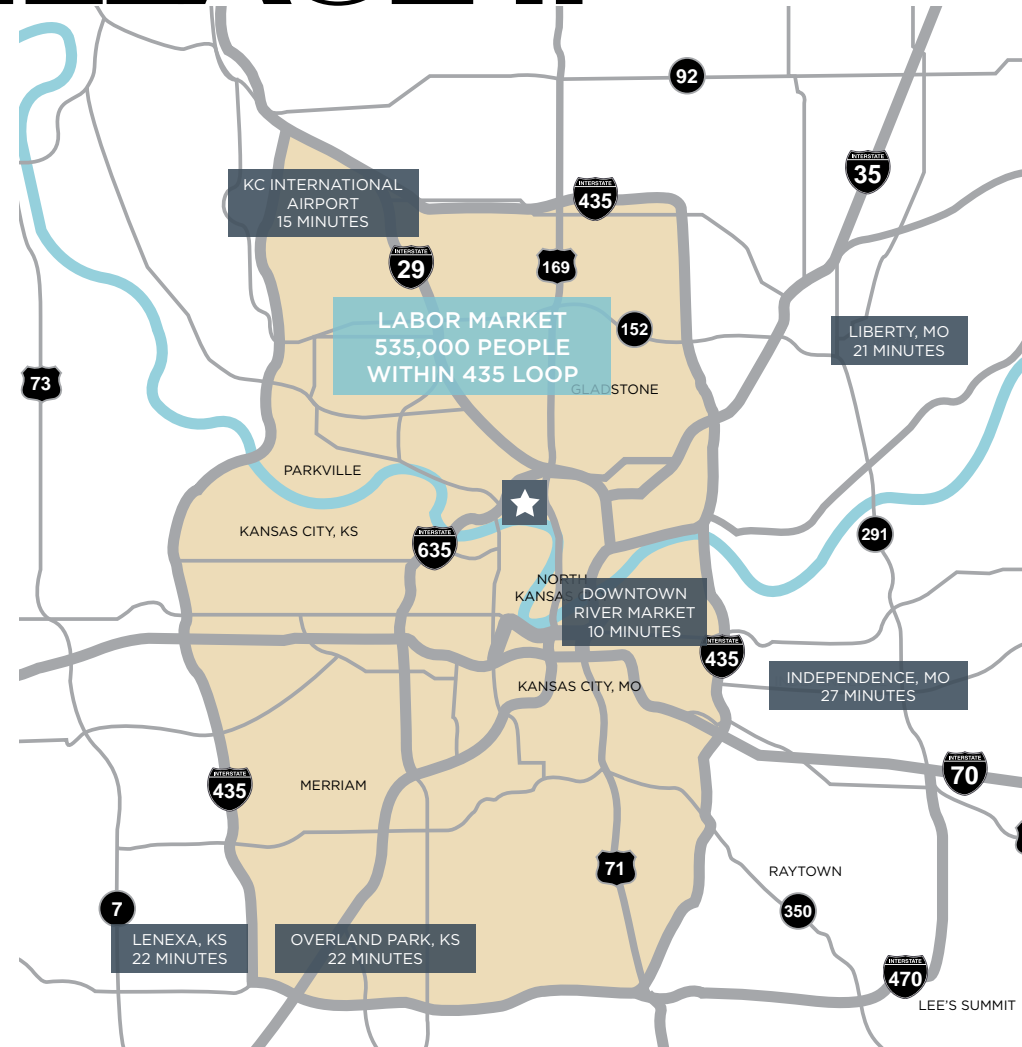 92
INTERSTATE
35
KC INTERNATIONAL
AIRPORT
15 MINUTES
INTERSTATE
435
INTERSTATE
29
169
LABOR MARKET
535,000 PEOPLE
WITHIN 435 LOOP
152
LIBERTY, MO
21 MINUTES
73
GLADSTONE
PARKVILLE
KANSAS CITY, KS
INTERSTATE
635
291
NORTH
KANSAS
DOWNTOWN
RIVER MARKET
10 MINUTES
INTERSTATE
435
INDEPENDENCE, MO
27 MINUTES
KANSAS CITY, MO
INTERSTATE
435
MERRIAM
INTERSTATE
70
71
RAYTOWN
7
350
LENEXA, KS
22 MINUTES
OVERLAND PARK, KS
22 MINUTES
INTERSTATE
470
LEE'S SUMMIT